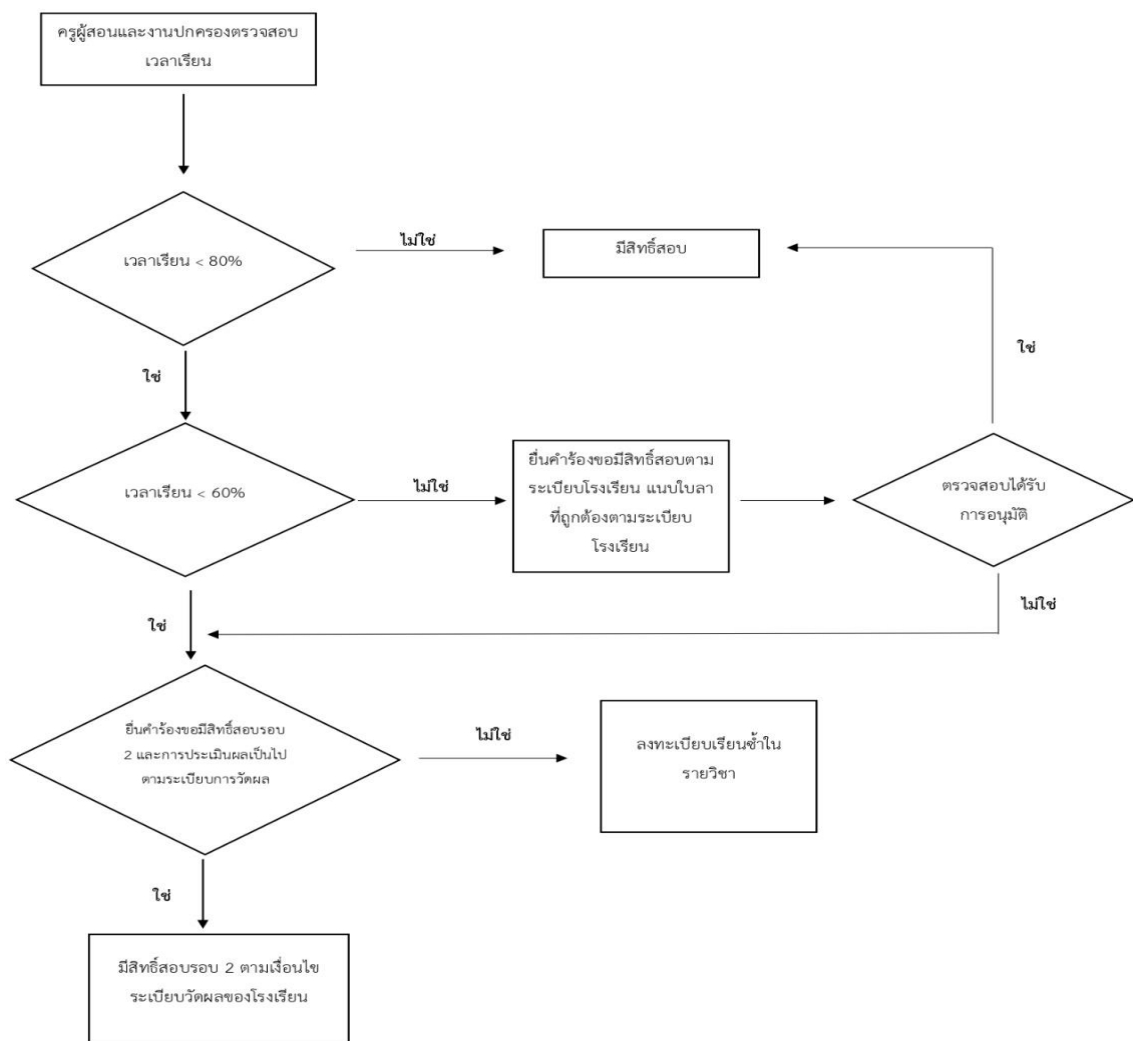 ครูผู้สอนและงานปกครองตรวจสอบ
เวลาเรียน
เวลาเรียน < 80%
ไม่ใช่
มีสิทธิ์สอบ
ใช่
ใช่
เวลาเรียน < 60%
ไม่ใช่
ยื่นคำร้องขอมีสิทธิ์สอบตาม
ระเบียบโรงเรียน แนบใบลา
ที่ถูกต้องตามระเบียบ
โรงเรียน
ตรวจสอบได้รับ
การอนุมัติ
ไม่ใช่
ใช่
ยื่นคำร้องขอมีสิทธิ์สอบรอบ
2 และการประเมินผลเป็นไป
ตามระเบียบการวัดผล
ไม่ใช่
ลงทะเบียบเรียนซ้ำใน
รายวิชา
ใช่
มีสิทธิ์สอบรอบ 2 ตามเงื่อนไข
ระเบียบวัดผลของโรงเรียน